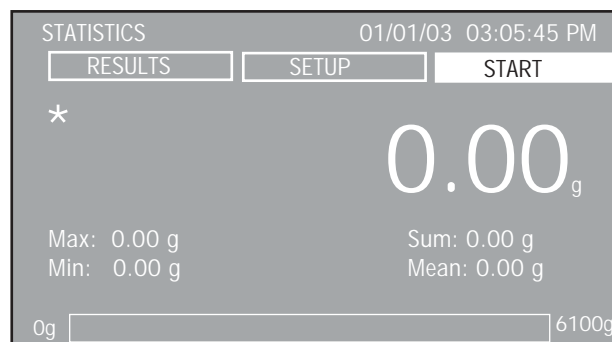 STATISTICS 01/01/03 03:05:45 PM
RESULTS SETUP START
*
0.00 g
Max: 0.00 g Sum: 0.00 g
Min: 0.00 g Mean: 0.00 g
0g 6100g